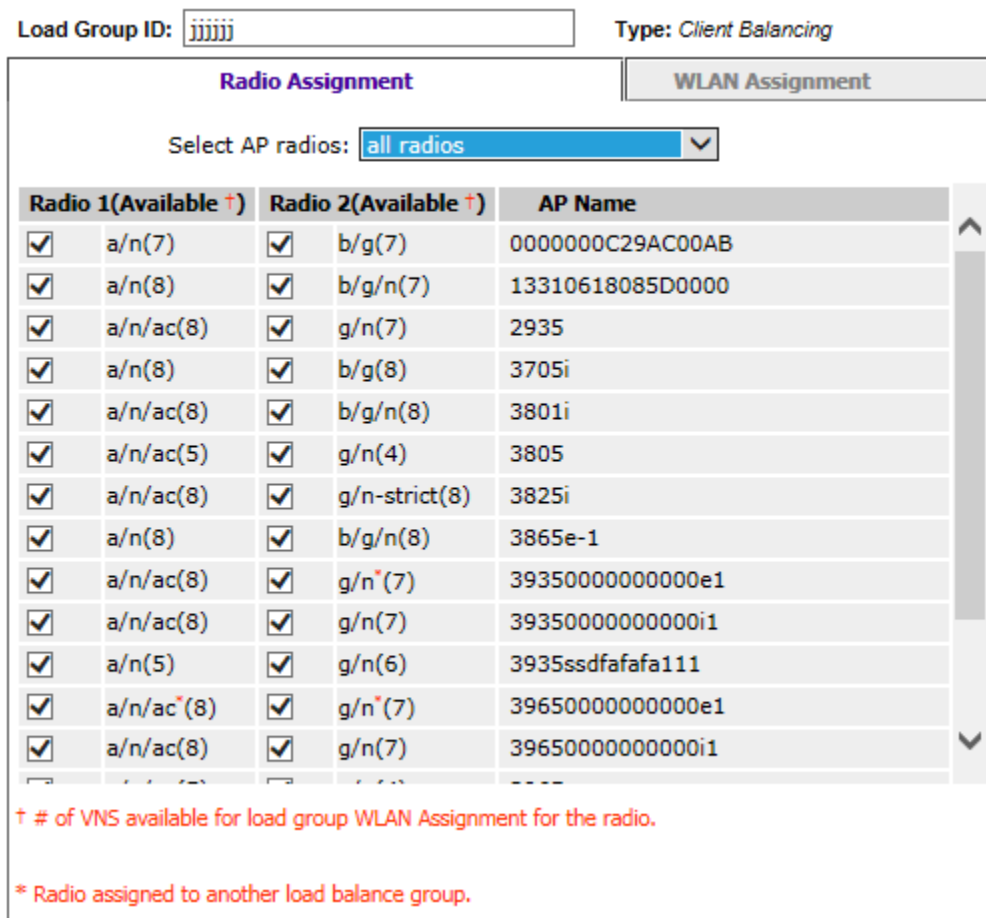 Load Group ID: jjjjjj Type: Client Balancing
Radio Assignment WLAN Assignment
Select AP radios: all radios
Radio 1(Available †) Radio 2(Available †) AP Name
a/n(7) b/g(7) 0000000C29AC00AB
a/n(8) b/g/n(7) 13310618085D0000
a/n/ac(8) g/n(7) 2935
a/n(8) b/g(8) 3705i
a/n/ac(8) b/g/n(8) 3801i
a/n/ac(5) g/n(4) 3805
a/n/ac(8) g/n-strict(8) 3825i
a/n(8) b/g/n(8) 3865e-1
a/n/ac(8) g/n*(7) 39350000000000e1
a/n/ac(8) g/n(7) 39350000000000i1
a/n(5) g/n(6) 3935ssdfafafa111
a/n/ac*(8) g/n*(7) 39650000000000e1
a/n/ac(8) g/n(7) 39650000000000i1
† # of VNS available for load group WLAN Assignment for the radio.
* Radio assigned to another load balance group.